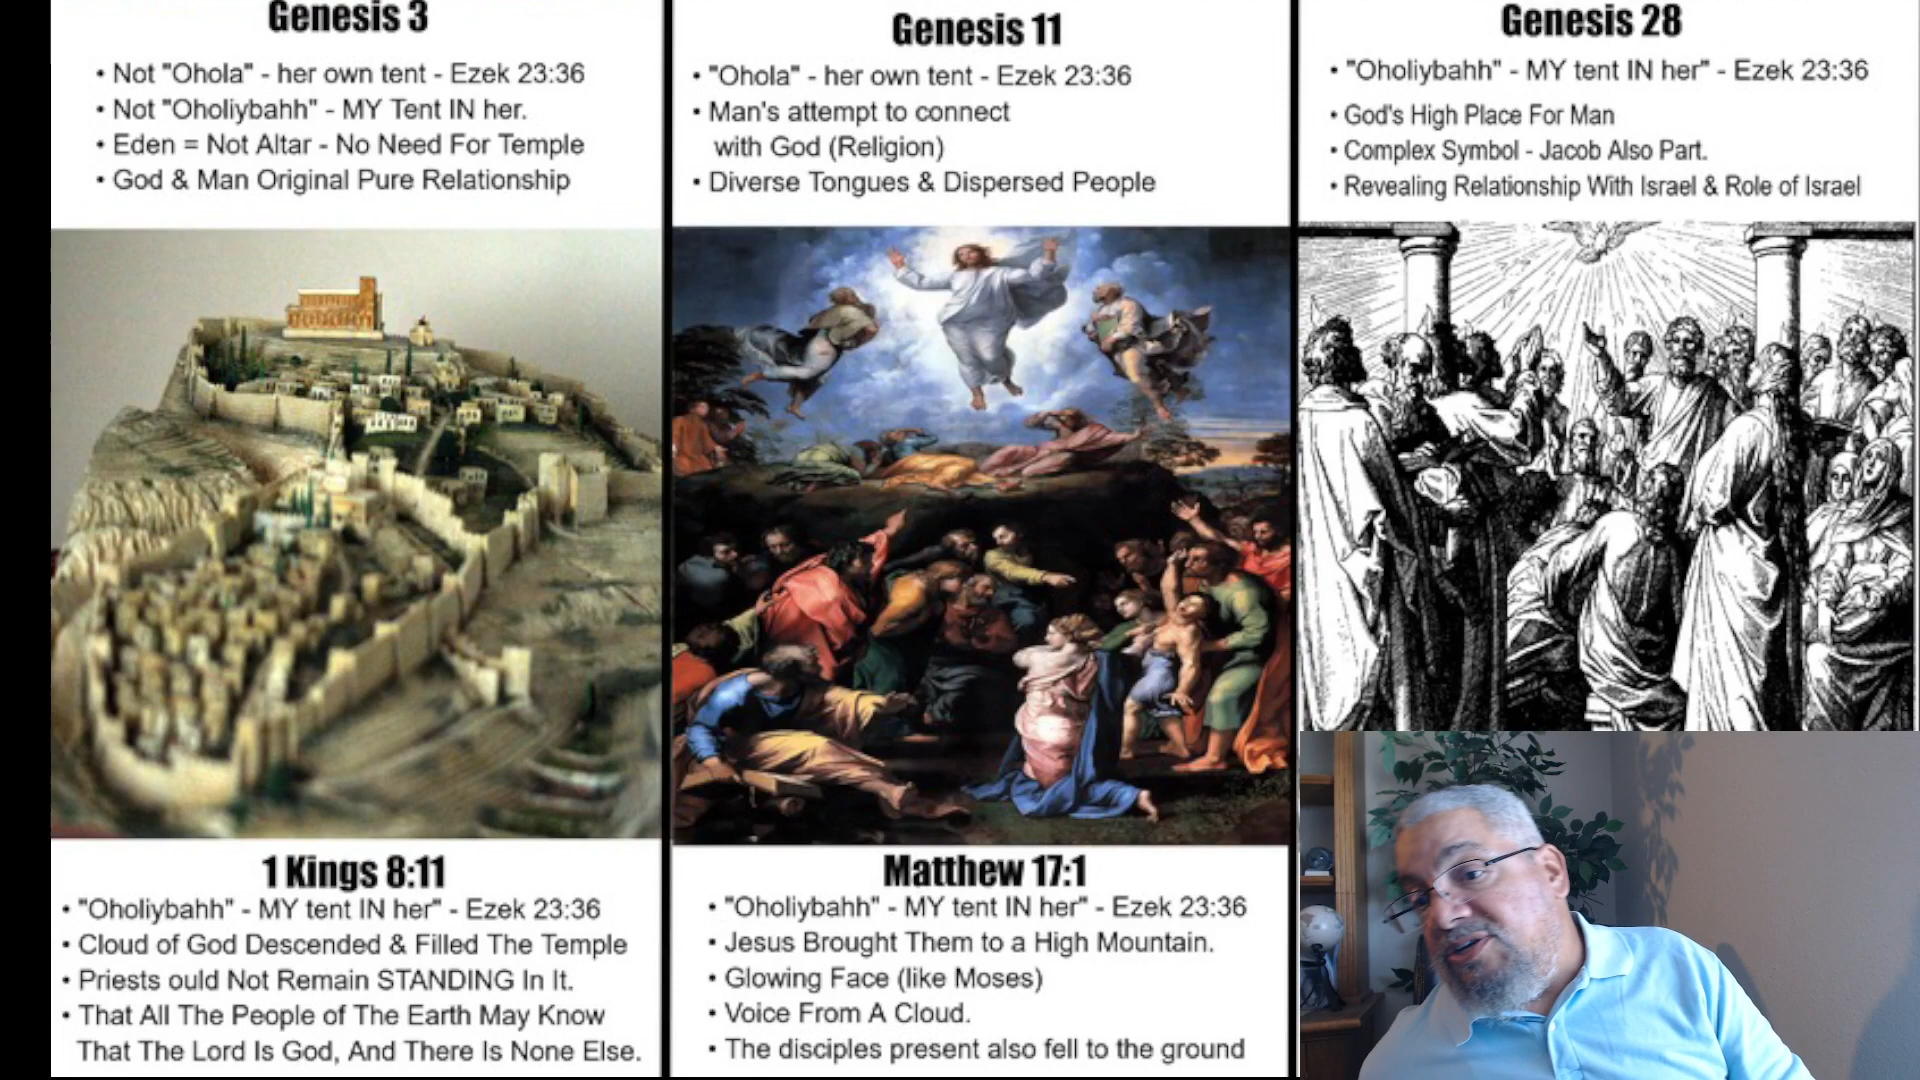 Genesis 3
• Not "Ohola" - her own tent - Ezek 23:36
• Not "Oholiybahh" - MY Tent IN her.
• Eden = Not Altar - No Need For Temple
• God & Man Original Pure Relationship
Genesis 11
• "Ohola" - her own tent - Ezek 23:36
• Man's attempt to connect
with God (Religion)
• Diverse Tongues & Dispersed People
Genesis 28
• "Oholiybahh" - MY tent IN her" - Ezek 23:36
• God's High Place For Man
• Complex Symbol - Jacob Also Part.
• Revealing Relationship With Israel & Role of Israel
1 Kings 8:11
• "Oholiybahh" - MY tent IN her" - Ezek 23:36
• Cloud of God Descended & Filled The Temple
• Priests ould Not Remain STANDING In It.
• That All The People of The Earth May Know
That The Lord Is God, And There Is None Else.
Matthew 17:1
• "Oholiybahh" - MY tent IN her" - Ezek 23:36
• Jesus Brought Them to a High Mountain.
• Glowing Face (like Moses)
• Voice From A Cloud.
• The disciples present also fell to the ground